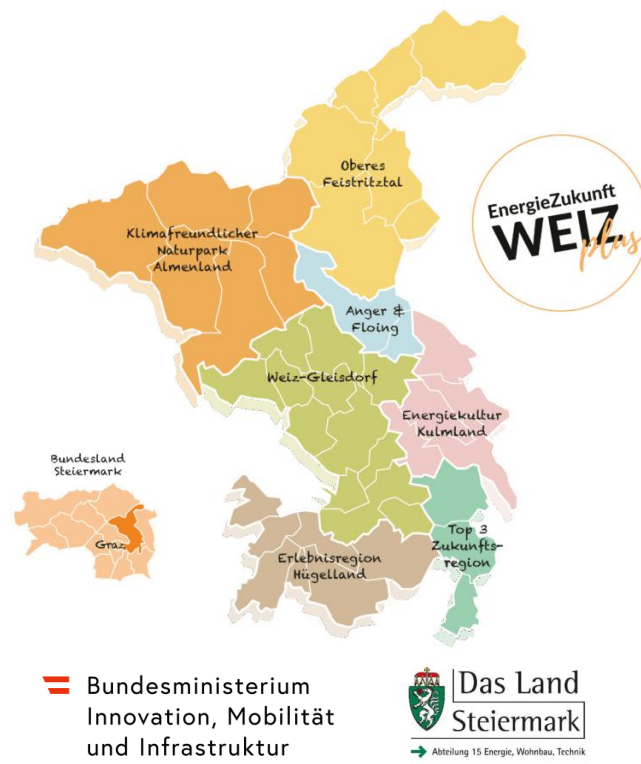 Oberes
Feistritztal
EnergieZukunft
WEIZ
plus
Klimafreundlicher
Naturpark
Almenland
Anger &
Floing
Weiz-Gleisdorf
Energiekultur
Kulmland
Bundesland
Steiermark
Graz
Top 3
Zukunfts-
region
Erlebnisregion
Hügelland
Bundesministerium
Innovation, Mobilität
und Infrastruktur
Das Land
Steiermark
Abteilung 15 Energie, Wohnbau, Technik